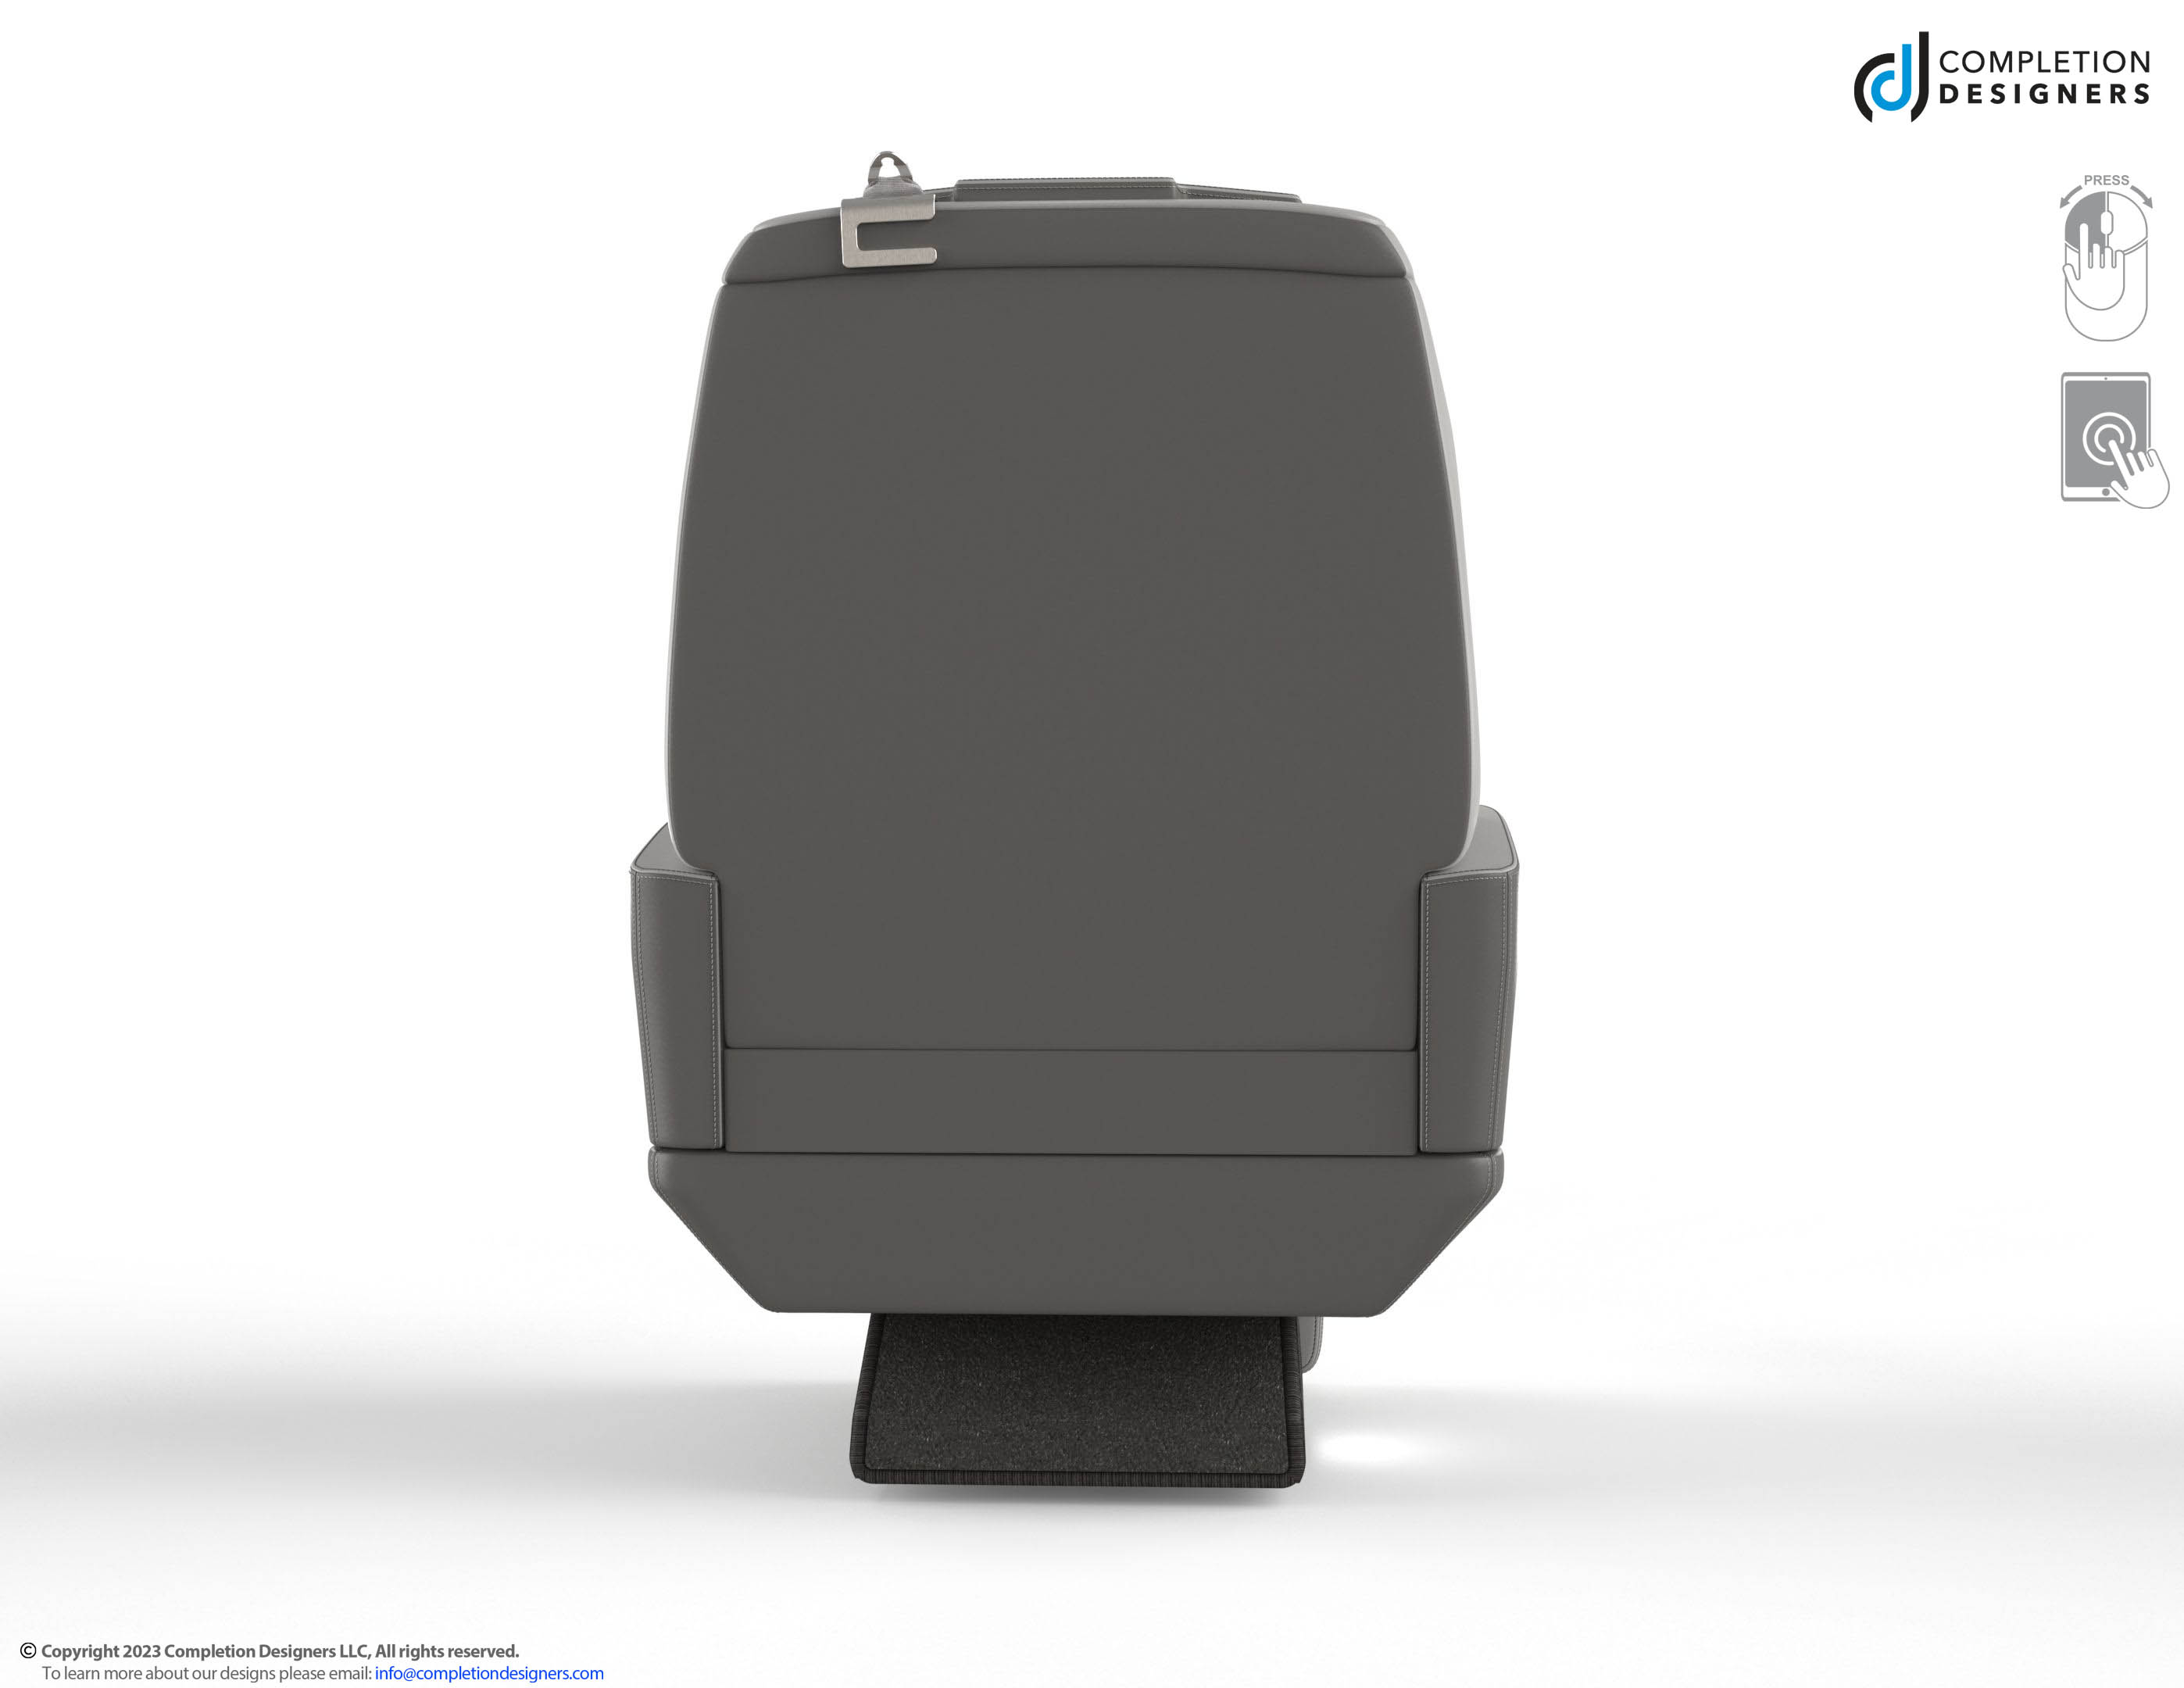 COMPLETION
DESIGNERS
PRESS
© Copyright 2023 Completion Designers LLC, All rights reserved.
To learn more about our designs please email: info@completiondesigners.com